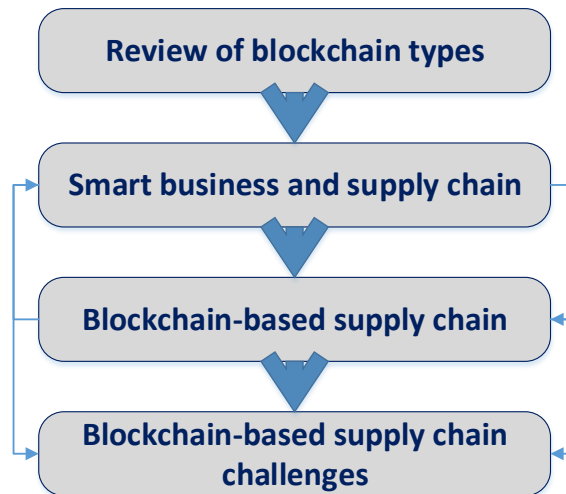 Review of blockchain types
Smart business and supply chain
Blockchain-based supply chain
Blockchain-based supply chain
challenges